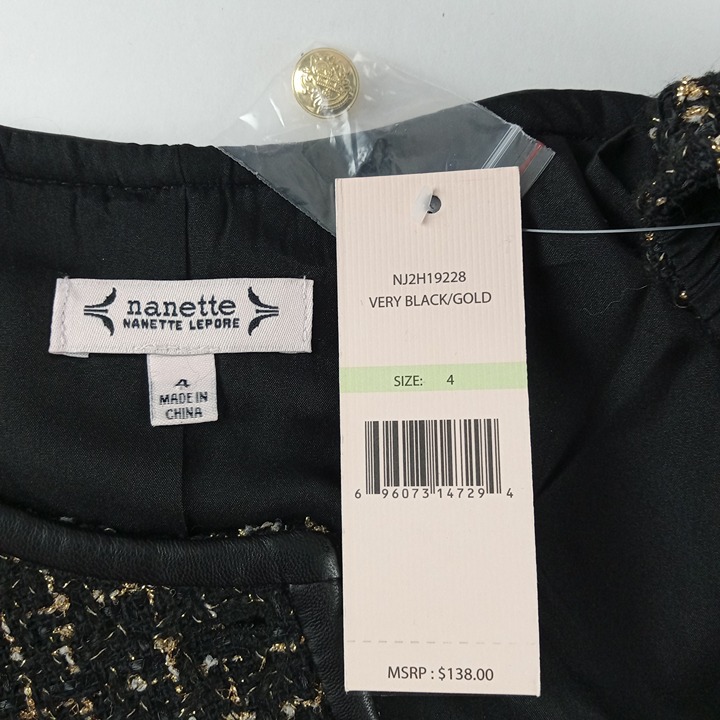 nanette
NANETTE LEPORE
4
MADE IN
CHINA
NJ2H19228
VERY BLACK/GOLD
SIZE: 4
6 96073 14729 4
MSRP : $138.00